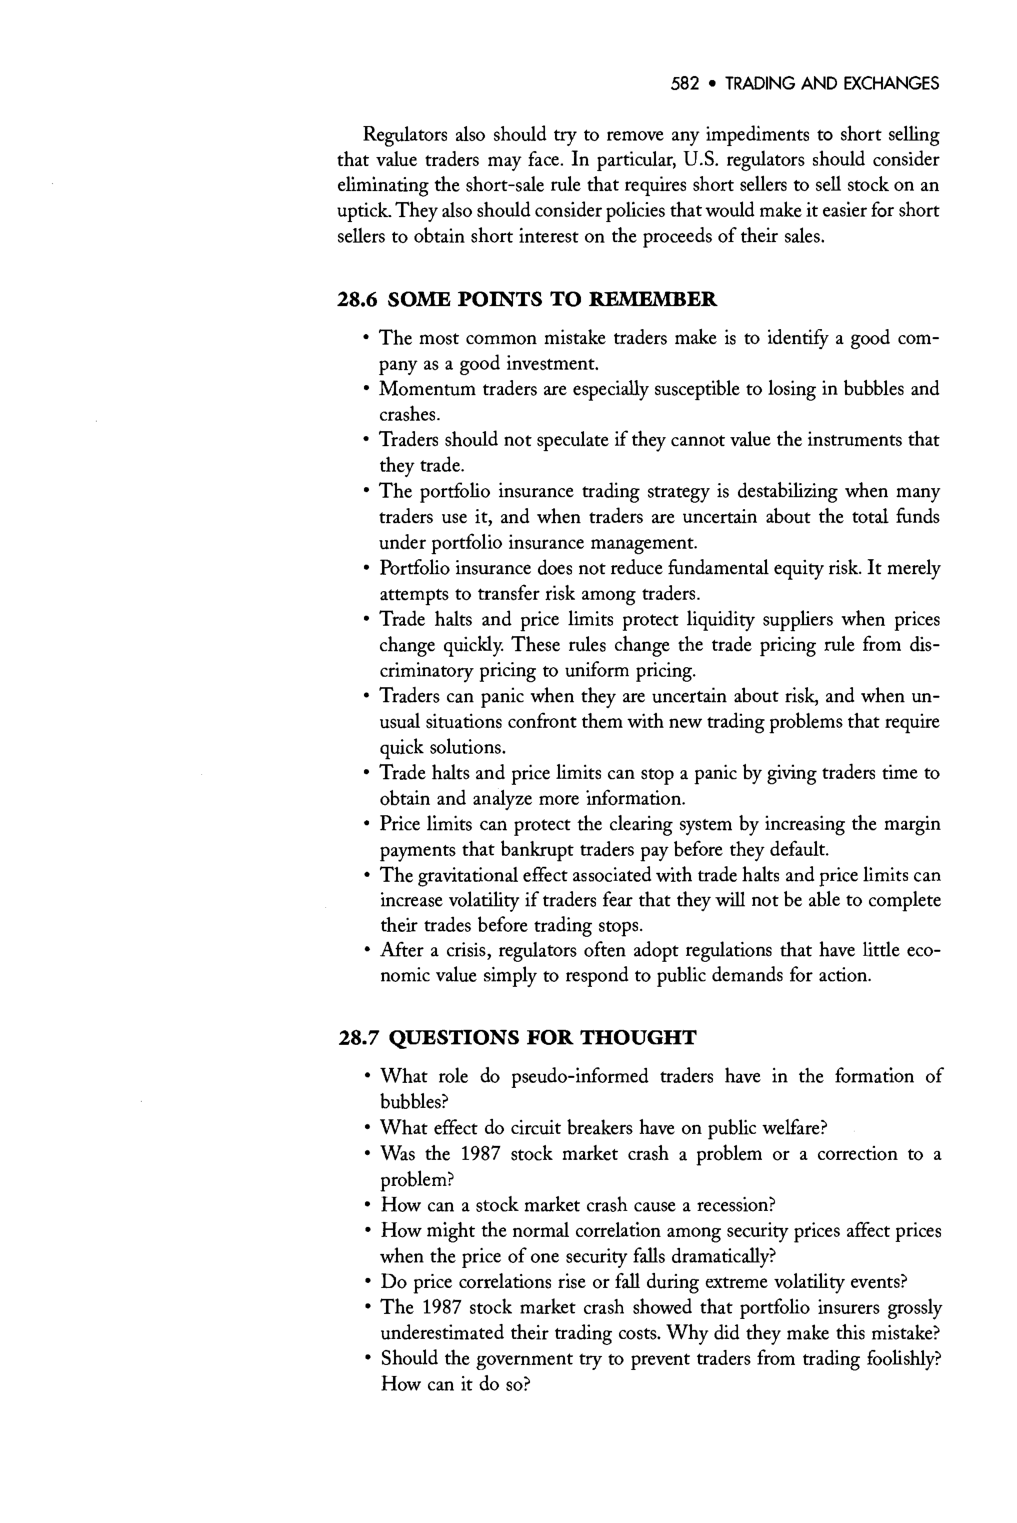 582 • TRADING AND EXCHANGES
Regulators also should try to remove any impediments to short selling
that value traders may face. In particular, U.S. regulators should consider
eliminating the short-sale rule that requires short sellers to sell stock on an
uptick. They also should consider policies that would make it easier for short
sellers to obtain short interest on the proceeds of their sales.
28.6 SOME POINTS TO REMEMBER
• The most common mistake traders make is to identify a good com-
pany as a good investment.
• Momentum traders are especially susceptible to losing in bubbles and
crashes.
• Traders should not speculate if they cannot value the instruments that
they trade.
• The portfolio insurance trading strategy is destabilizing when many
traders use it, and when traders are uncertain about the total funds
under portfolio insurance management.
• Portfolio insurance does not reduce fundamental equity risk. It merely
attempts to transfer risk among traders.
• Trade halts and price limits protect liquidity suppliers when prices
change quickly. These rules change the trade pricing rule from dis-
criminatory pricing to uniform pricing.
• Traders can panic when they are uncertain about risk, and when un-
usual situations confront them with new trading problems that require
quick solutions.
• Trade halts and price limits can stop a panic by giving traders time to
obtain and analyze more information.
• Price limits can protect the clearing system by increasing the margin
payments that bankrupt traders pay before they default.
• The gravitational effect associated with trade halts and price limits can
increase volatility if traders fear that they will not be able to complete
their trades before trading stops.
• After a crisis, regulators often adopt regulations that have little eco-
nomic value simply to respond to public demands for action.
28.7 QUESTIONS FOR THOUGHT
• What role do pseudo-informed traders have in the formation of
bubbles?
• What effect do circuit breakers have on public welfare?
• Was the 1987 stock market crash a problem or a correction to a
problem?
• How can a stock market crash cause a recession?
• How might the normal correlation among security prices affect prices
when the price of one security falls dramatically?
• Do price correlations rise or fall during extreme volatility events?
• The 1987 stock market crash showed that portfolio insurers grossly
underestimated their trading costs. Why did they make this mistake?
• Should the government try to prevent traders from trading foolishly?
How can it do so?